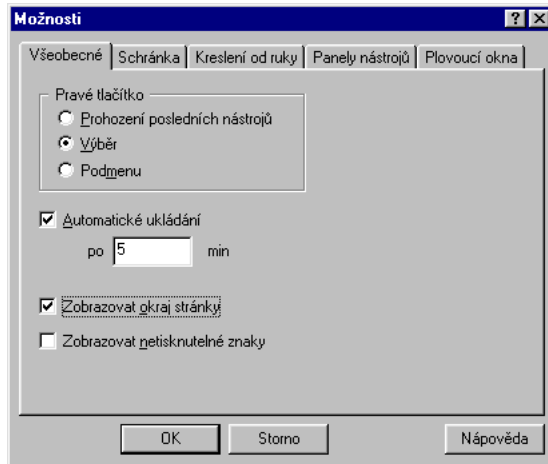 Možnosti
Všeobecné Schránka Kreslení od ruky Panely nástrojů Plovoucí okna
Pravé tlačítko
Prohození posledních nástrojů
Výběr
Podmenu
Automatické ukládání
po 5 min
Zobrazovat okraj stránky
Zobrazovat netisknutelné znaky
OK Storno Nápověda